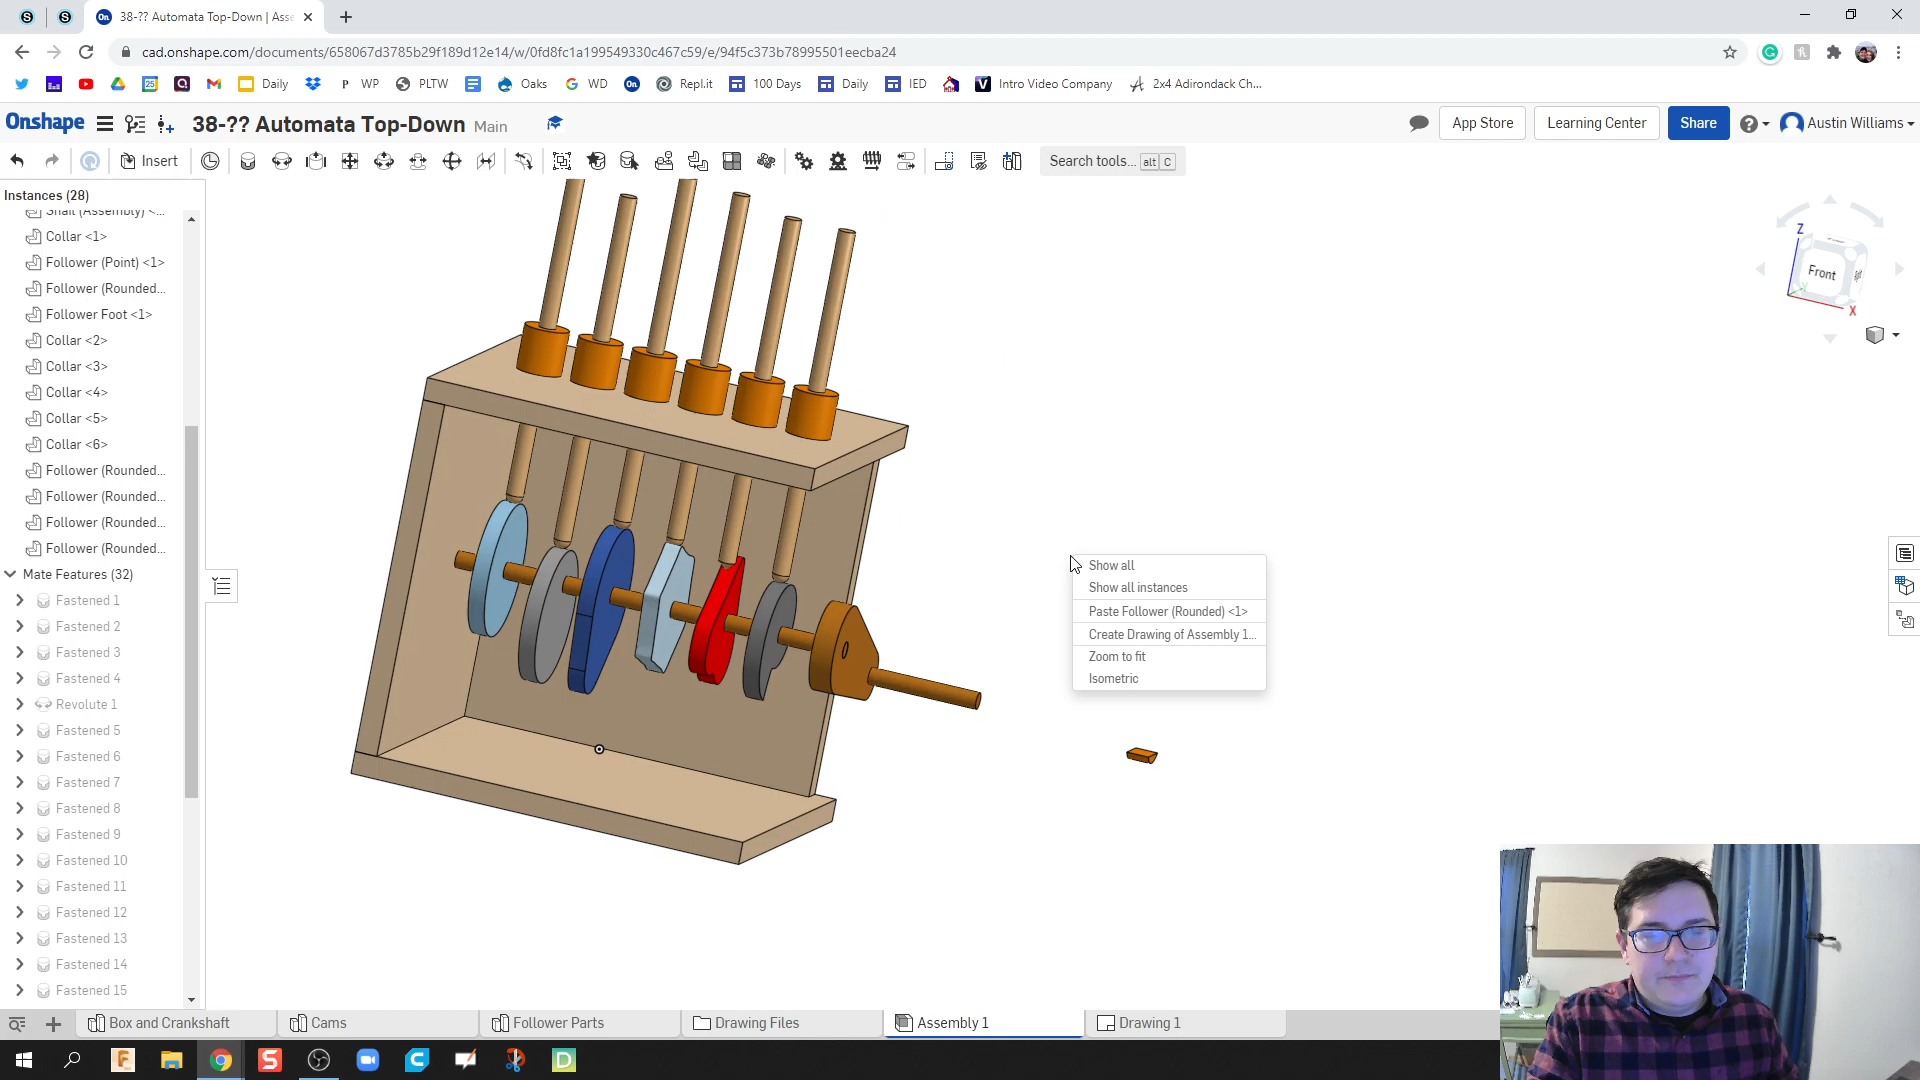 38-?? Automata Top-Down | Asse
cad.onshape.com/documents/658067d3785b29f189d12e14/w/0fd8fc1a199549330c467c59/e/94f5c373b78995501eecba24
Daily P WP PLTW Oaks WD Repl.it 100 Days Daily IED Intro Video Company 2x4 Adirondack Ch...
Onshape 38-?? Automata Top-Down Main App Store Learning Center Share Austin Williams
Insert Search tools... alt C
Instances (28)
Shaft (Assembly) <...
Collar <1>
Follower (Point) <1>
Follower (Rounded...
Follower Foot <1>
Collar <2>
Collar <3>
Collar <4>
Collar <5>
Collar <6>
Follower (Rounded...
Follower (Rounded...
Follower (Rounded...
Follower (Rounded...
Mate Features (32)
Fastened 1
Fastened 2
Fastened 3
Fastened 4
Revolute 1
Fastened 5
Fastened 6
Fastened 7
Fastened 8
Fastened 9
Fastened 10
Fastened 11
Fastened 12
Fastened 13
Fastened 14
Fastened 15
Z
Front
X
Show all
Show all instances
Paste Follower (Rounded) <1>
Create Drawing of Assembly 1...
Zoom to fit
Isometric
Box and Crankshaft Cams Follower Parts Drawing Files Assembly 1 Drawing 1